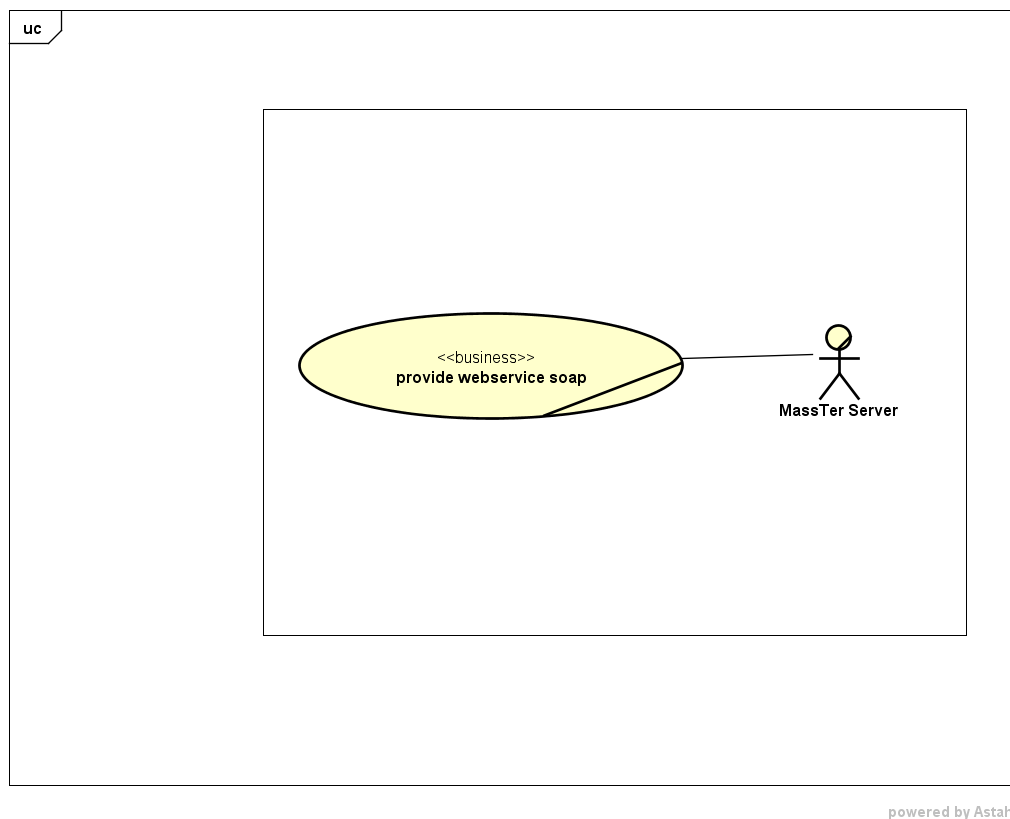 uc
<<business>>
provide webservice soap
MassTer Server
powered by Astah